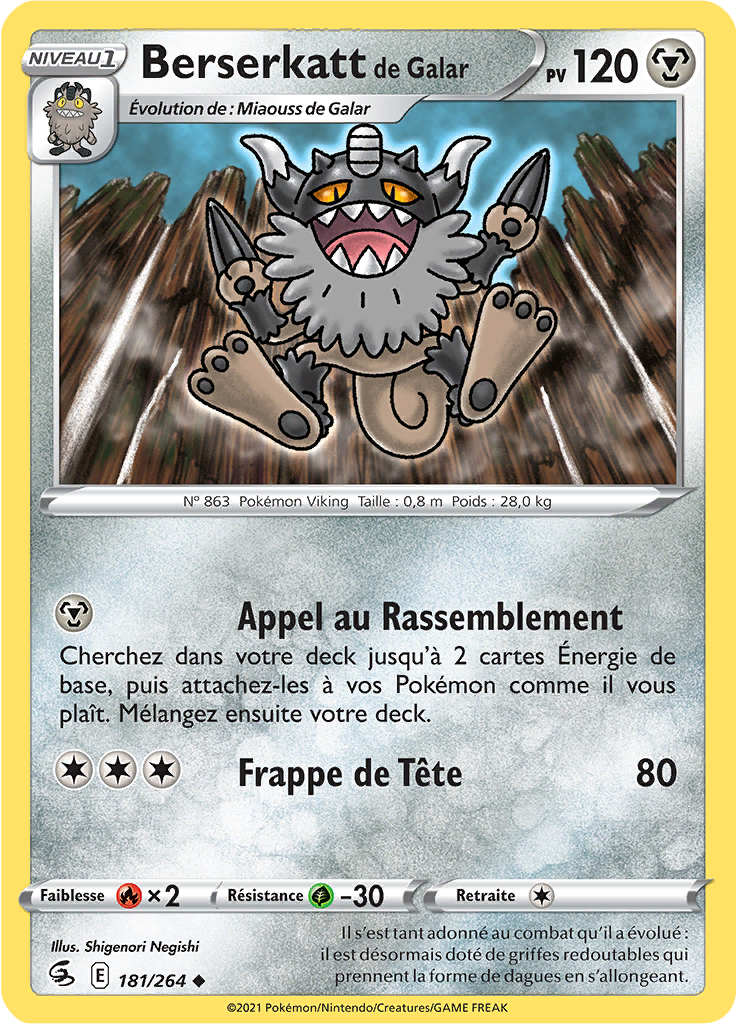 NIVEAU 1
Berserkatt de Galar
PV 120
Évolution de : Miaouss de Galar
N° 863 Pokémon Viking Taille : 0,8 m Poids : 28,0 kg
Appel au Rassemblement
Cherchez dans votre deck jusqu'à 2 cartes Énergie de
base, puis attachez-les à vos Pokémon comme il vous
plaît. Mélangez ensuite votre deck.
Frappe de Tête 80
Faiblesse ×2 Résistance -30 Retraite
Illus. Shigenori Negishi
E 181/264
Il s'est tant adonné au combat qu'il a évolué :
il est désormais doté de griffes redoutables qui
prennent la forme de dagues en s'allongeant.
©2021 Pokémon/Nintendo/Creatures/GAME FREAK